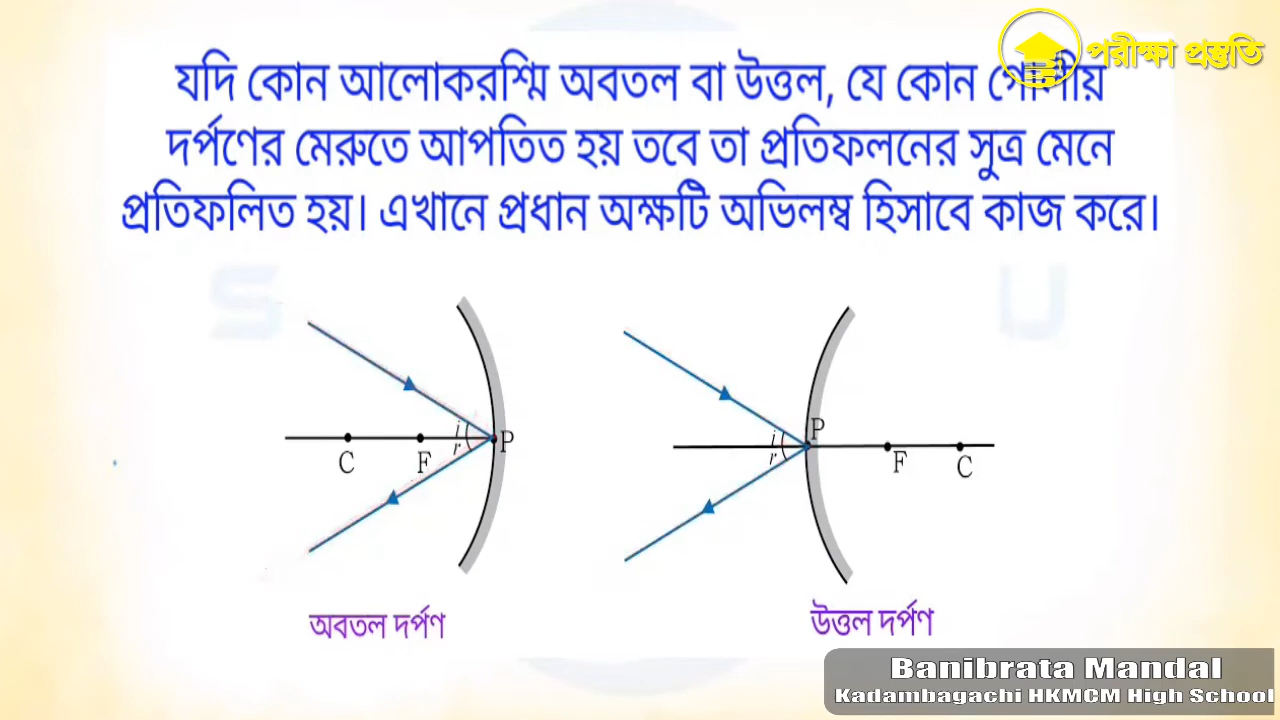 পরীক্ষা প্রস্তুতি
যদি কোন আলোকরশ্মি অবতল বা উত্তল, যে কোন গোলীয়
দর্পণের মেরুতে আপতিত হয় তবে তা প্রতিফলনের সুত্র মেনে
প্রতিফলিত হয়। এখানে প্রধান অক্ষটি অভিলম্ব হিসাবে কাজ করে।
S U
i
r
C F P
i
r
P
F C
অবতল দর্পণ
উত্তল দর্পণ
Banibrata Mandal
Kadambagachi HKMCM High School